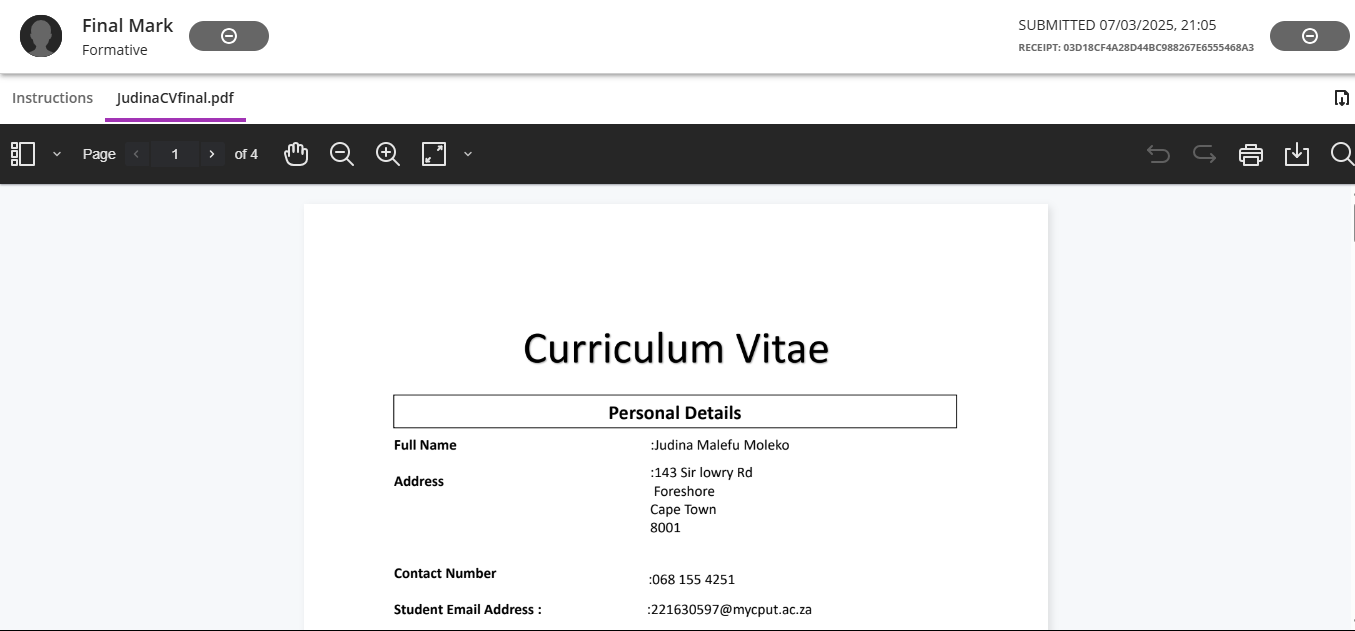 Final Mark
Formative
SUBMITTED 07/03/2025, 21:05
RECEIPT: 03D18CF4A28D44BC988267E6555468A3
Instructions
JudinaCVfinal.pdf
Page 1 of 4
Curriculum Vitae
Personal Details
Full Name :Judina Malefu Moleko
Address :143 Sir lowry Rd
Foreshore
Cape Town
8001
Contact Number :068 155 4251
Student Email Address : :221630597@mycput.ac.za